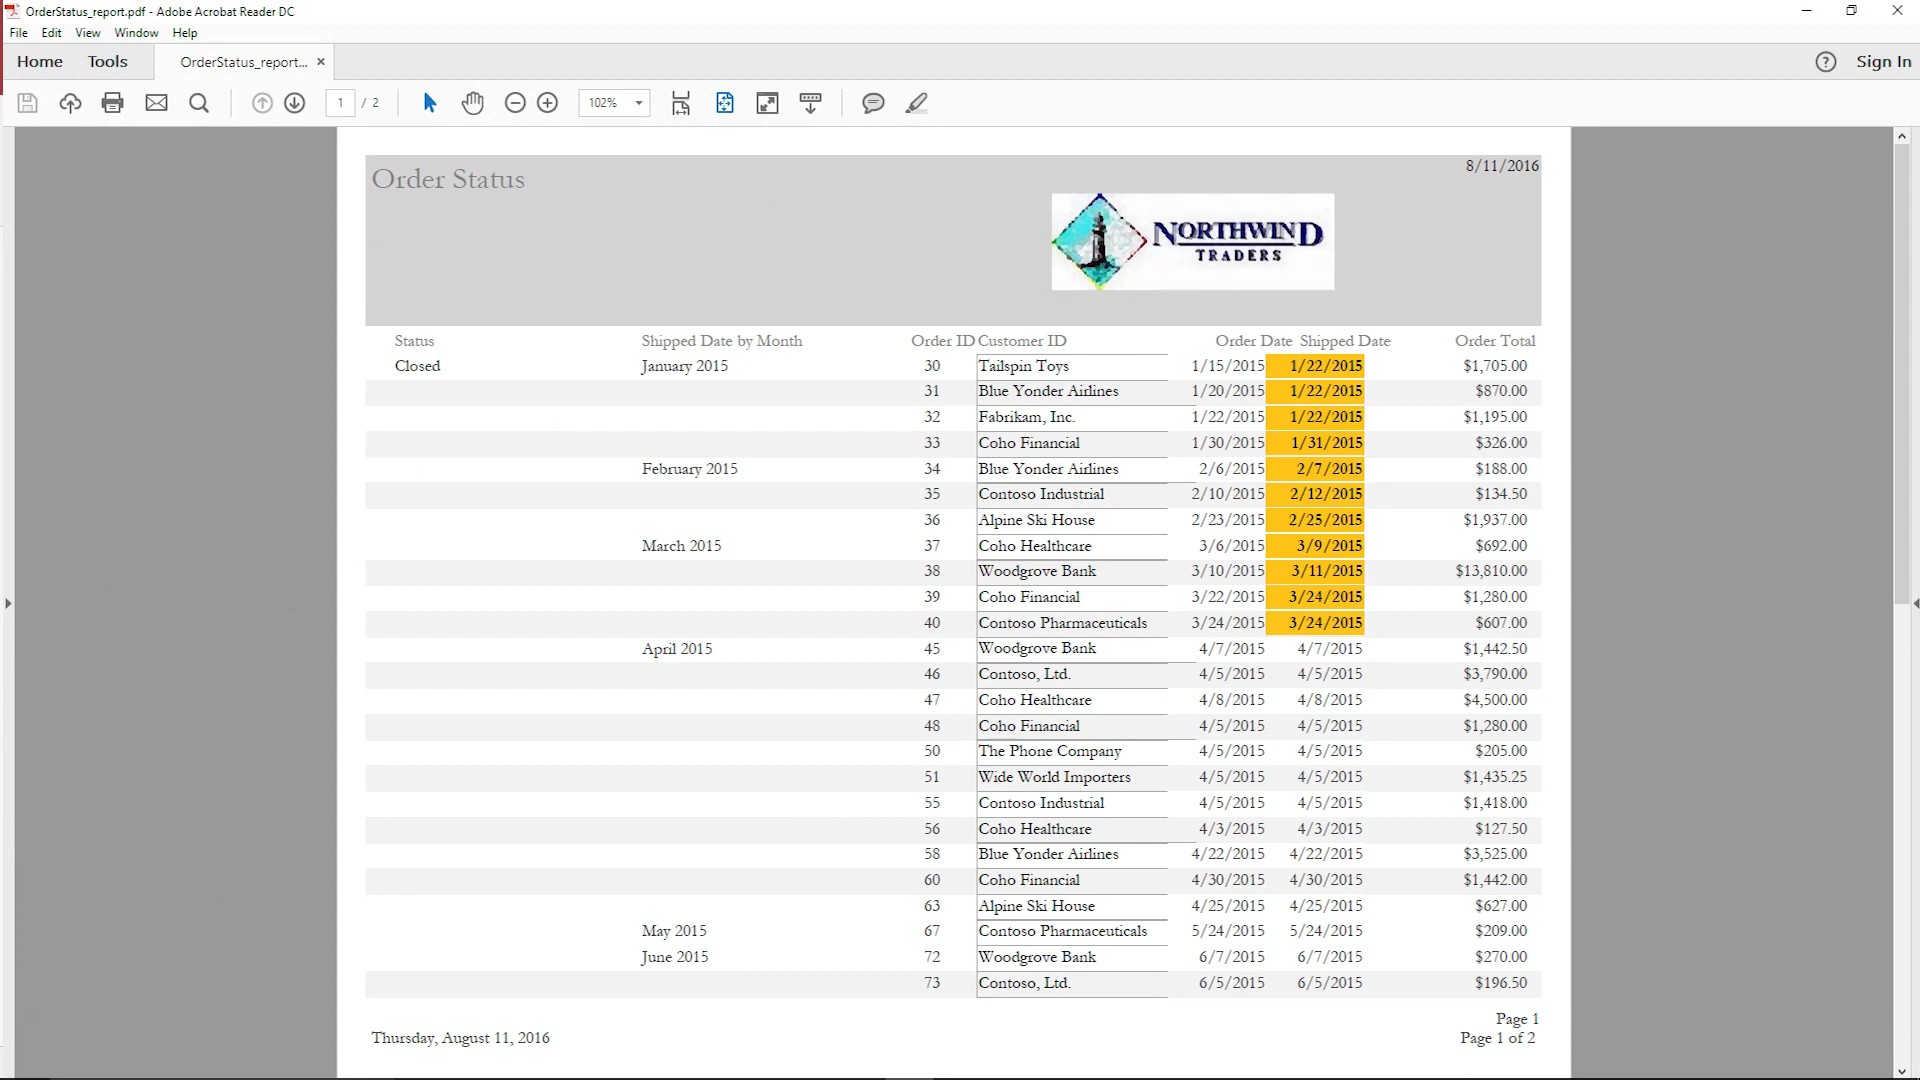 OrderStatus_report.pdf - Adobe Acrobat Reader DC
File Edit View Window Help
Home Tools OrderStatus_report... × ? Sign In
1 / 2 102%
8/11/2016
Order Status
NORTHWIND
TRADERS
Status Shipped Date by Month Order ID Customer ID Order Date Shipped Date Order Total
Closed January 2015 30 Tailspin Toys 1/15/2015 1/22/2015 $1,705.00
31 Blue Yonder Airlines 1/20/2015 1/22/2015 $870.00
32 Fabrikam, Inc. 1/22/2015 1/22/2015 $1,195.00
33 Coho Financial 1/30/2015 1/31/2015 $326.00
February 2015 34 Blue Yonder Airlines 2/6/2015 2/7/2015 $188.00
35 Contoso Industrial 2/10/2015 2/12/2015 $134.50
36 Alpine Ski House 2/23/2015 2/25/2015 $1,937.00
March 2015 37 Coho Healthcare 3/6/2015 3/9/2015 $692.00
38 Woodgrove Bank 3/10/2015 3/11/2015 $13,810.00
39 Coho Financial 3/22/2015 3/24/2015 $1,280.00
40 Contoso Pharmaceuticals 3/24/2015 3/24/2015 $607.00
April 2015 45 Woodgrove Bank 4/7/2015 4/7/2015 $1,442.50
46 Contoso, Ltd. 4/5/2015 4/5/2015 $3,790.00
47 Coho Healthcare 4/8/2015 4/8/2015 $4,500.00
48 Coho Financial 4/5/2015 4/5/2015 $1,280.00
50 The Phone Company 4/5/2015 4/5/2015 $205.00
51 Wide World Importers 4/5/2015 4/5/2015 $1,435.25
55 Contoso Industrial 4/5/2015 4/5/2015 $1,418.00
56 Coho Healthcare 4/3/2015 4/3/2015 $127.50
58 Blue Yonder Airlines 4/22/2015 4/22/2015 $3,525.00
60 Coho Financial 4/30/2015 4/30/2015 $1,442.00
63 Alpine Ski House 4/25/2015 4/25/2015 $627.00
May 2015 67 Contoso Pharmaceuticals 5/24/2015 5/24/2015 $209.00
June 2015 72 Woodgrove Bank 6/7/2015 6/7/2015 $270.00
73 Contoso, Ltd. 6/5/2015 6/5/2015 $196.50
Page 1
Thursday, August 11, 2016 Page 1 of 2